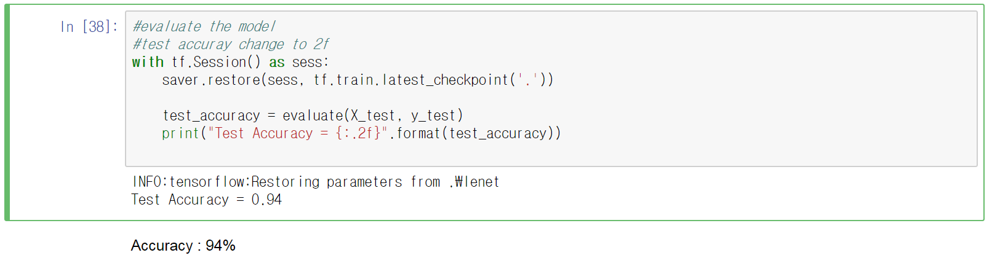 In [38]:
#evaluate the model
#test accuray change to 2f
with tf.Session() as sess:
    saver.restore(sess, tf.train.latest_checkpoint('.'))
    test_accuracy = evaluate(X_test, y_test)
    print("Test Accuracy = {:.2f}".format(test_accuracy))
INFO:tensorflow:Restoring parameters from .₩lenet
Test Accuracy = 0.94
Accuracy : 94%